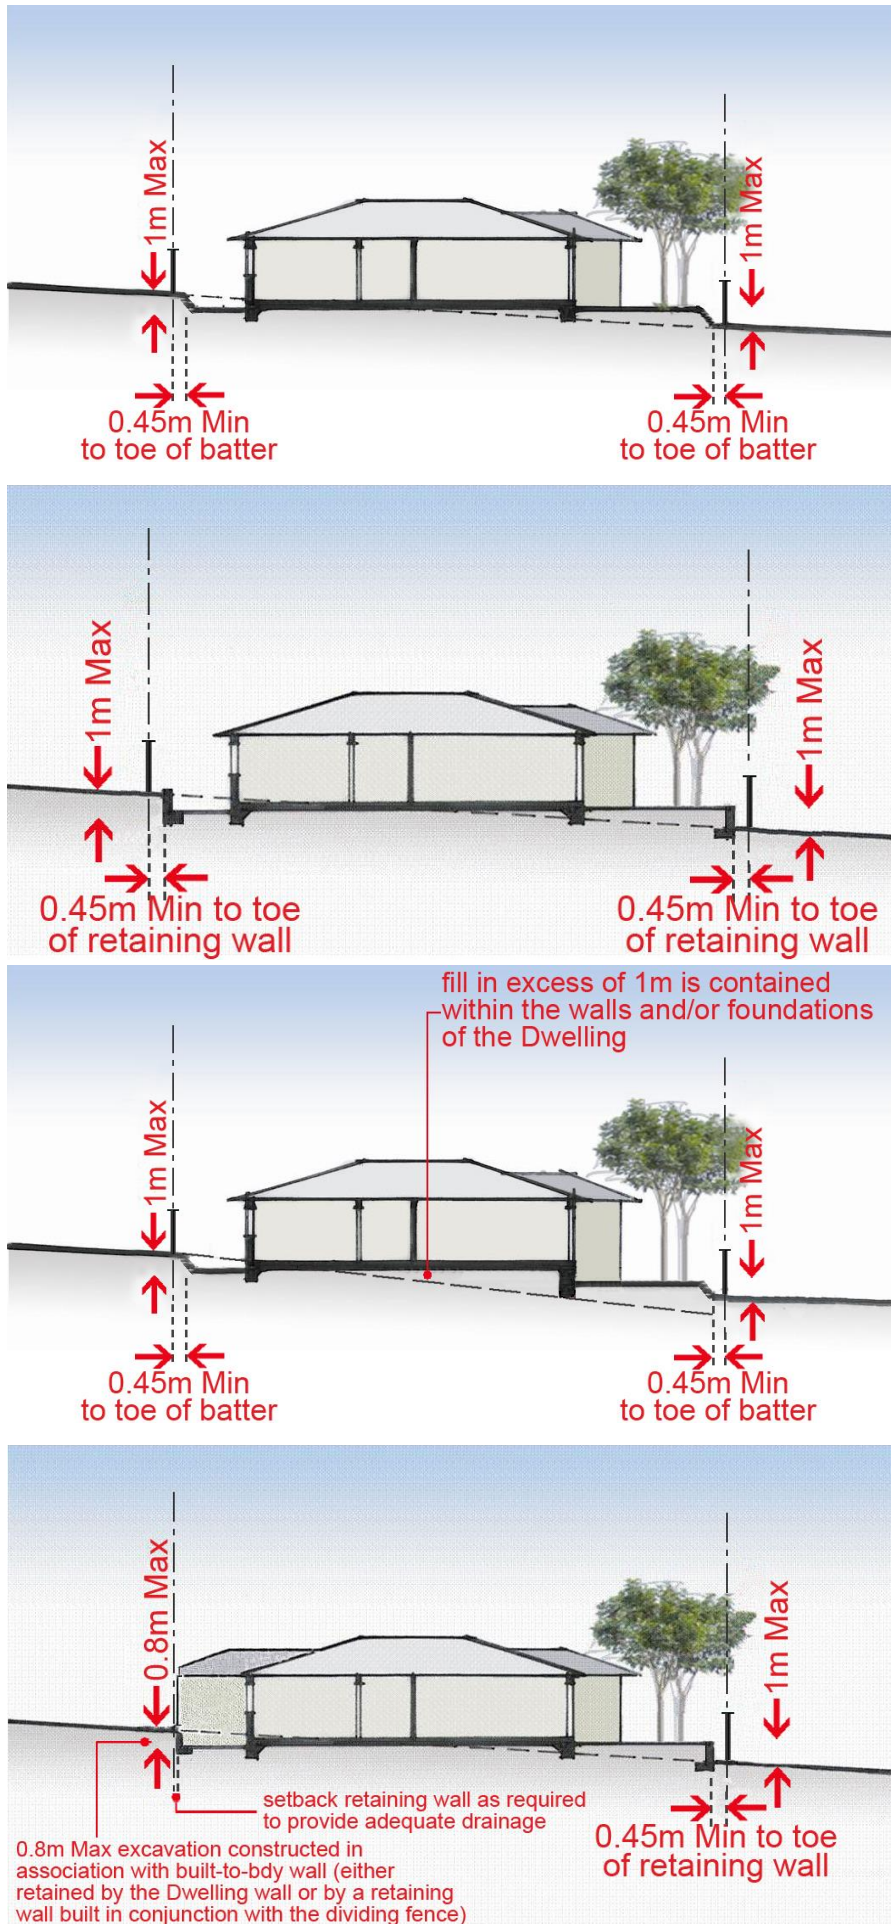 1m Max
1m Max
0.45m Min
to toe of batter
0.45m Min
to toe of batter
1m Max
1m Max
0.45m Min to toe
of retaining wall
0.45m Min to toe
of retaining wall
fill in excess of 1m is contained
within the walls and/or foundations
of the Dwelling
1m Max
1m Max
0.45m Min
to toe of batter
0.45m Min
to toe of batter
0.8m Max
1m Max
setback retaining wall as required
to provide adequate drainage
0.45m Min to toe
of retaining wall
0.8m Max excavation constructed in
association with built-to-bdy wall (either
retained by the Dwelling wall or by a retaining
wall built in conjunction with the dividing fence)